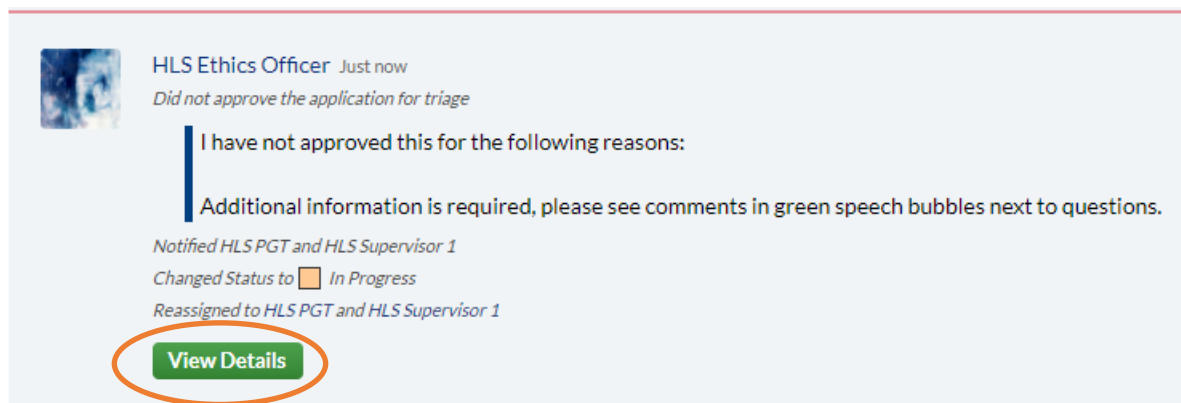 HLS Ethics Officer Just now
Did not approve the application for triage
I have not approved this for the following reasons:
Additional information is required, please see comments in green speech bubbles next to questions.
Notified HLS PGT and HLS Supervisor 1
Changed Status to In Progress
Reassigned to HLS PGT and HLS Supervisor 1
View Details